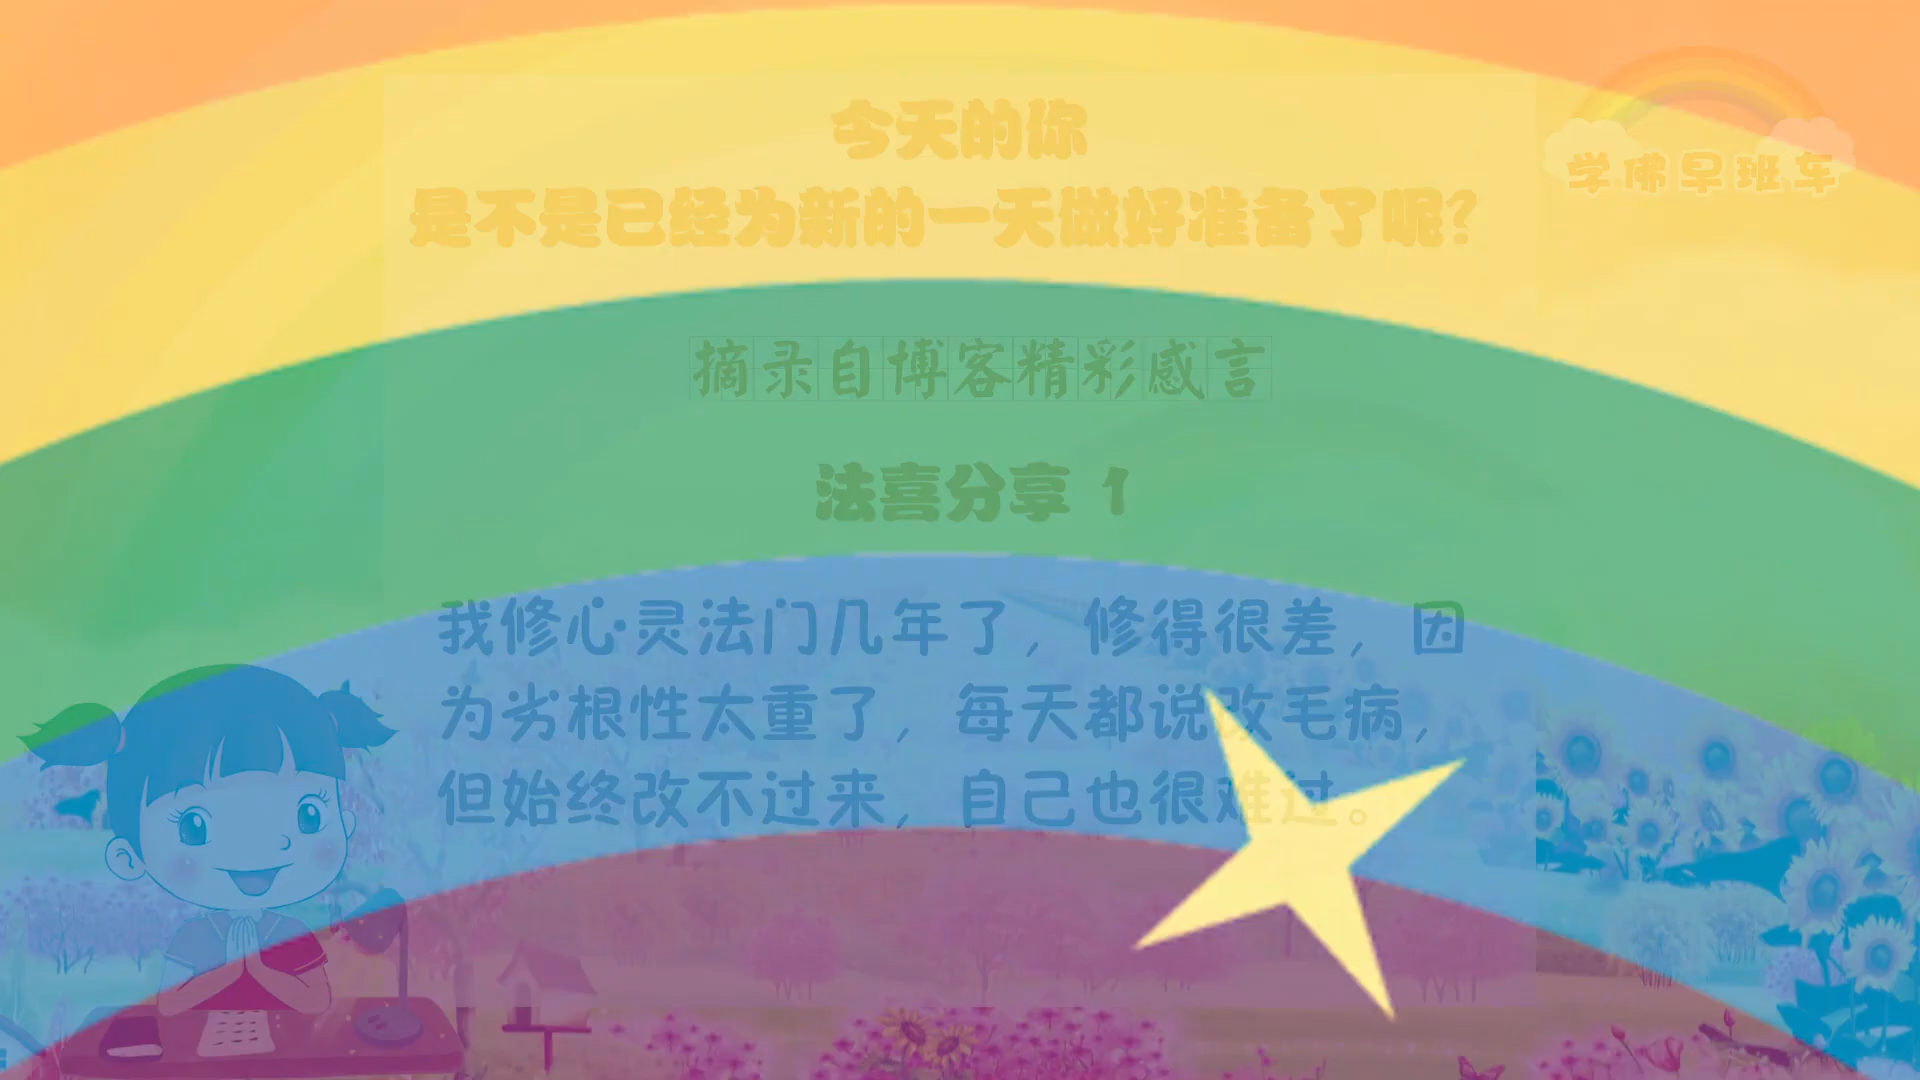 今天的你
是不是已经为新的一天做好准备了呢？
学佛早班车
摘录自博客精彩感言
法喜分享 1
我修心灵法门几年了，修得很差，因
为劣根性太重了，每天都说改毛病，
但始终改不过来，自己也很难过。